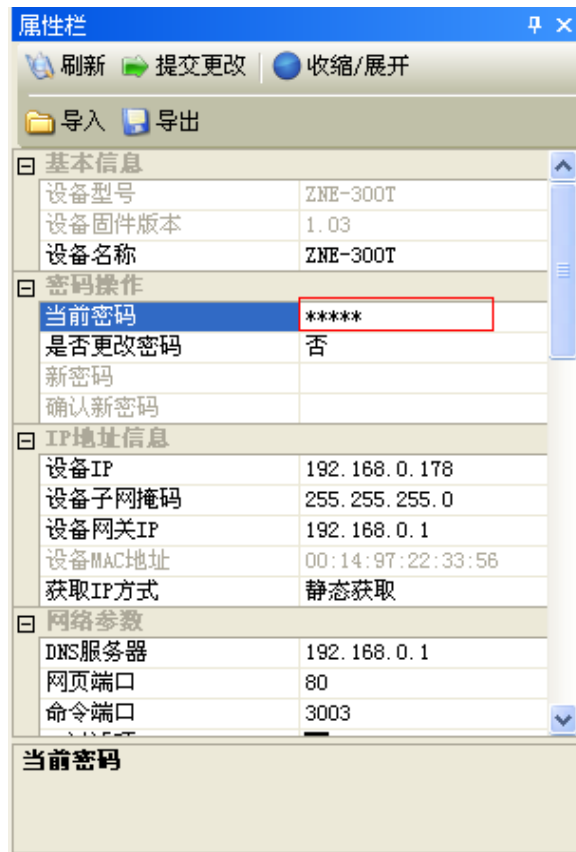 属性栏
刷新 提交更改 收缩/展开
导入 导出
基本信息
设备型号 ZNE-300T
设备固件版本 1.03
设备名称 ZNE-300T
密码操作
当前密码 *****
是否更改密码 否
新密码
确认新密码
IP地址信息
设备IP 192.168.0.178
设备子网掩码 255.255.255.0
设备网关IP 192.168.0.1
设备MAC地址 00:14:97:22:33:56
获取IP方式 静态获取
网络参数
DNS服务器 192.168.0.1
网页端口 80
命令端口 3003
当前密码